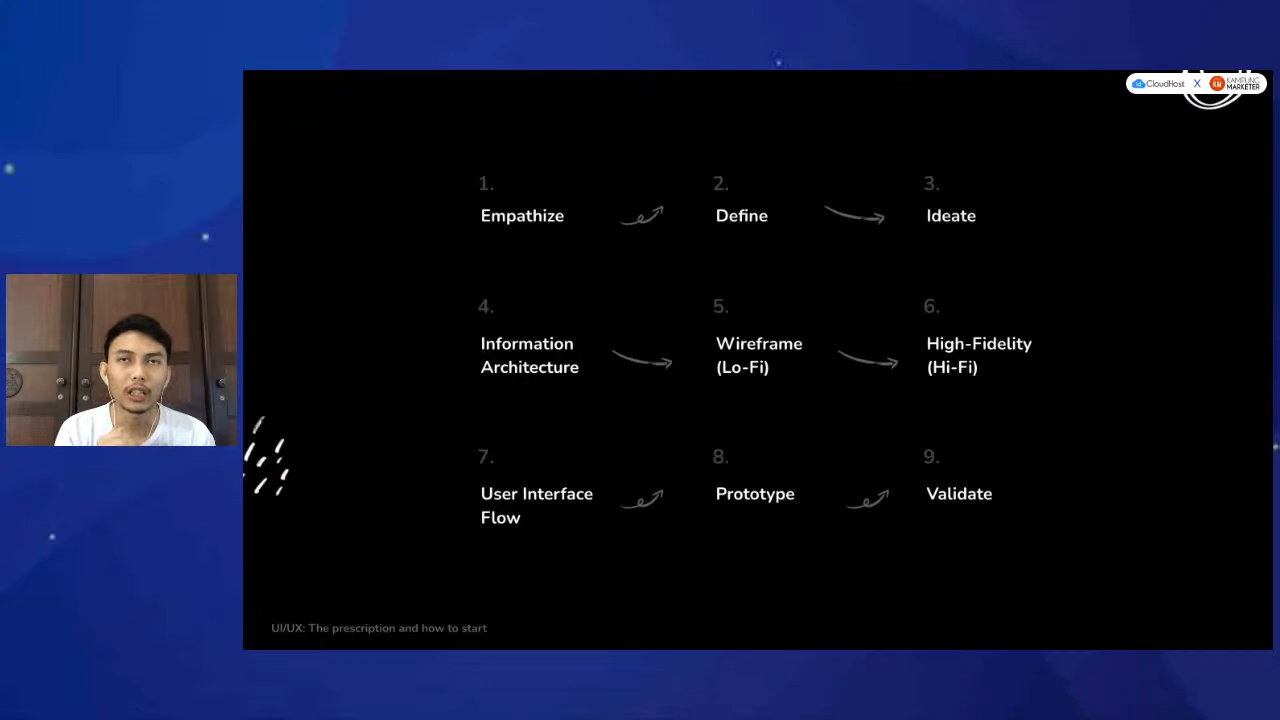 CloudHost X KM KAMPUNG
MARKETER
1.
2.
3.
Empathize
Define
Ideate
4.
5.
6.
Information
Architecture
Wireframe
(Lo-Fi)
High-Fidelity
(Hi-Fi)
7.
8.
9.
User Interface
Flow
Prototype
Validate
UI/UX: The prescription and how to start